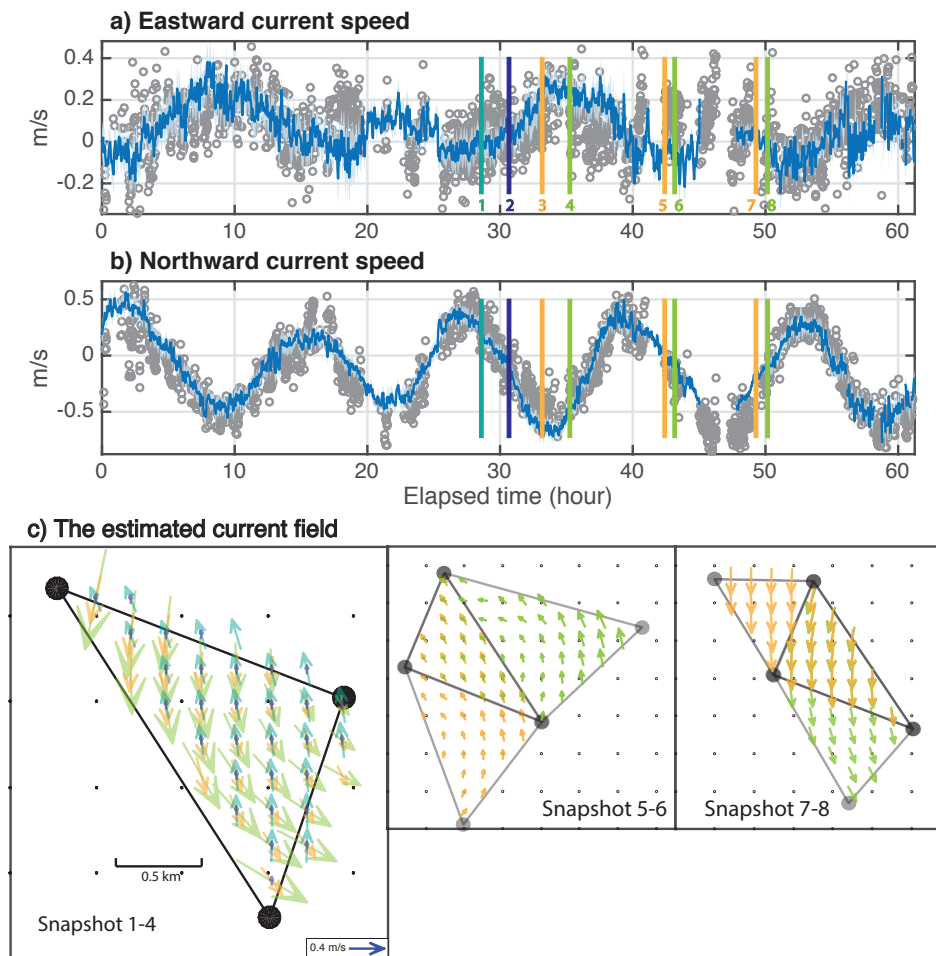 a) Eastward current speed
0.4
0.2
0
-0.2
m/s
1 2 3 4 5 6 7 8
0 10 20 30 40 50 60
b) Northward current speed
0.5
0
-0.5
m/s
0 10 20 30 40 50 60
Elapsed time (hour)
c) The estimated current field
0.5 km
Snapshot 1-4
0.4 m/s
Snapshot 5-6
Snapshot 7-8